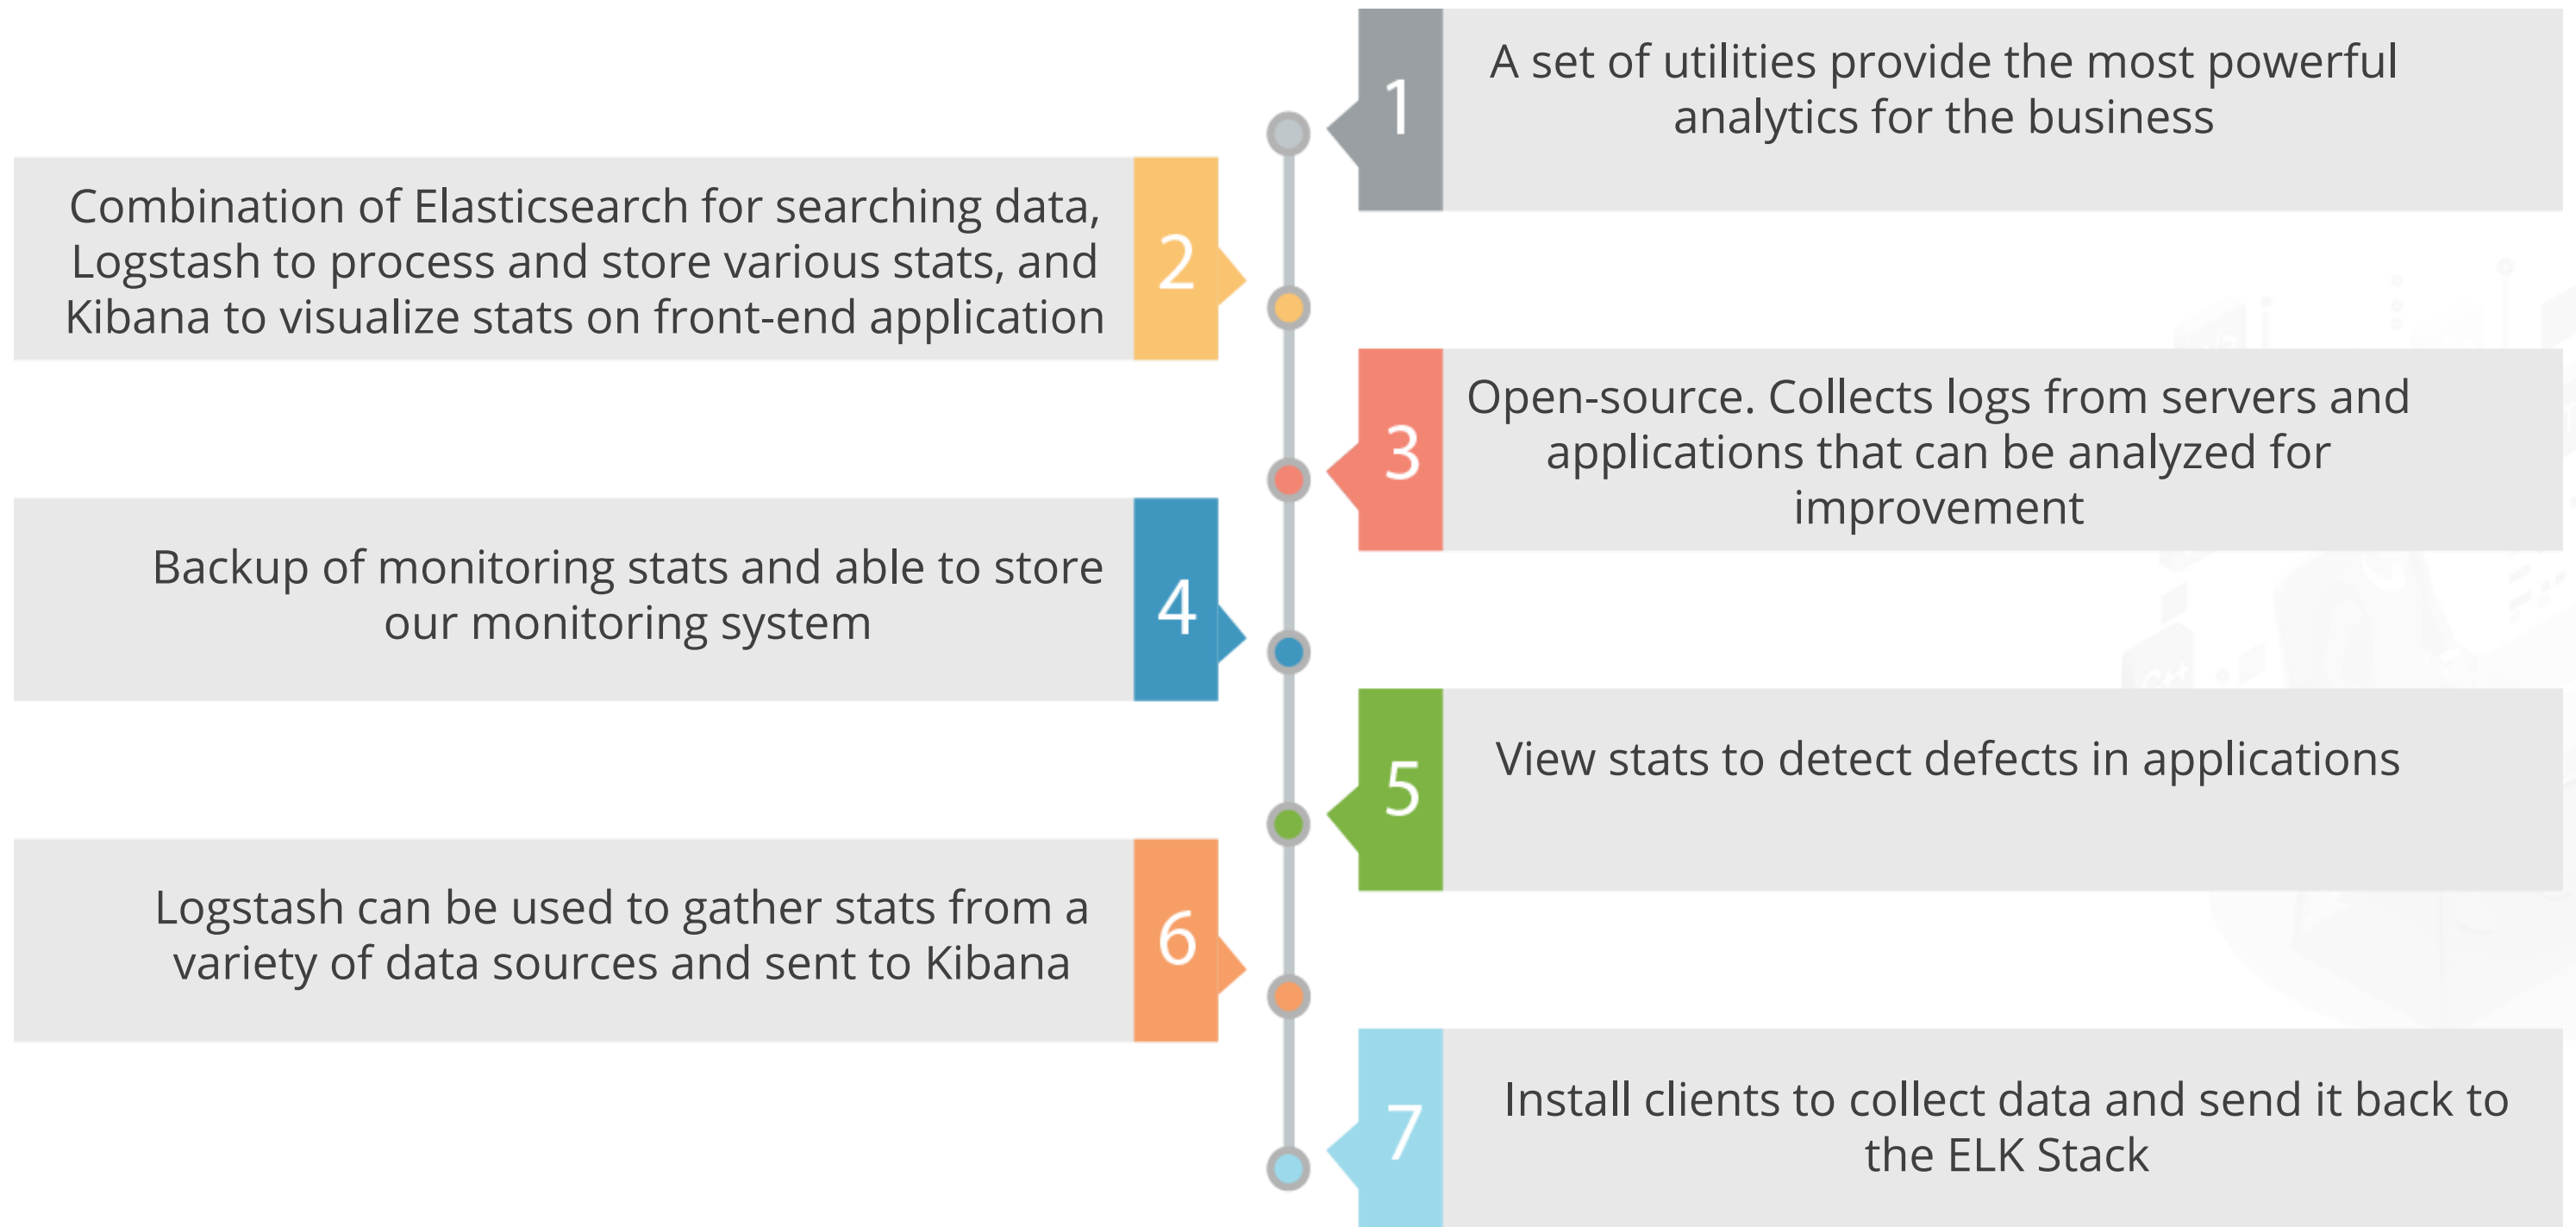 1
A set of utilities provide the most powerful
analytics for the business
2
Combination of Elasticsearch for searching data,
Logstash to process and store various stats, and
Kibana to visualize stats on front-end application
3
Open-source. Collects logs from servers and
applications that can be analyzed for
improvement
4
Backup of monitoring stats and able to store
our monitoring system
5
View stats to detect defects in applications
6
Logstash can be used to gather stats from a
variety of data sources and sent to Kibana
7
Install clients to collect data and send it back to
the ELK Stack
C++